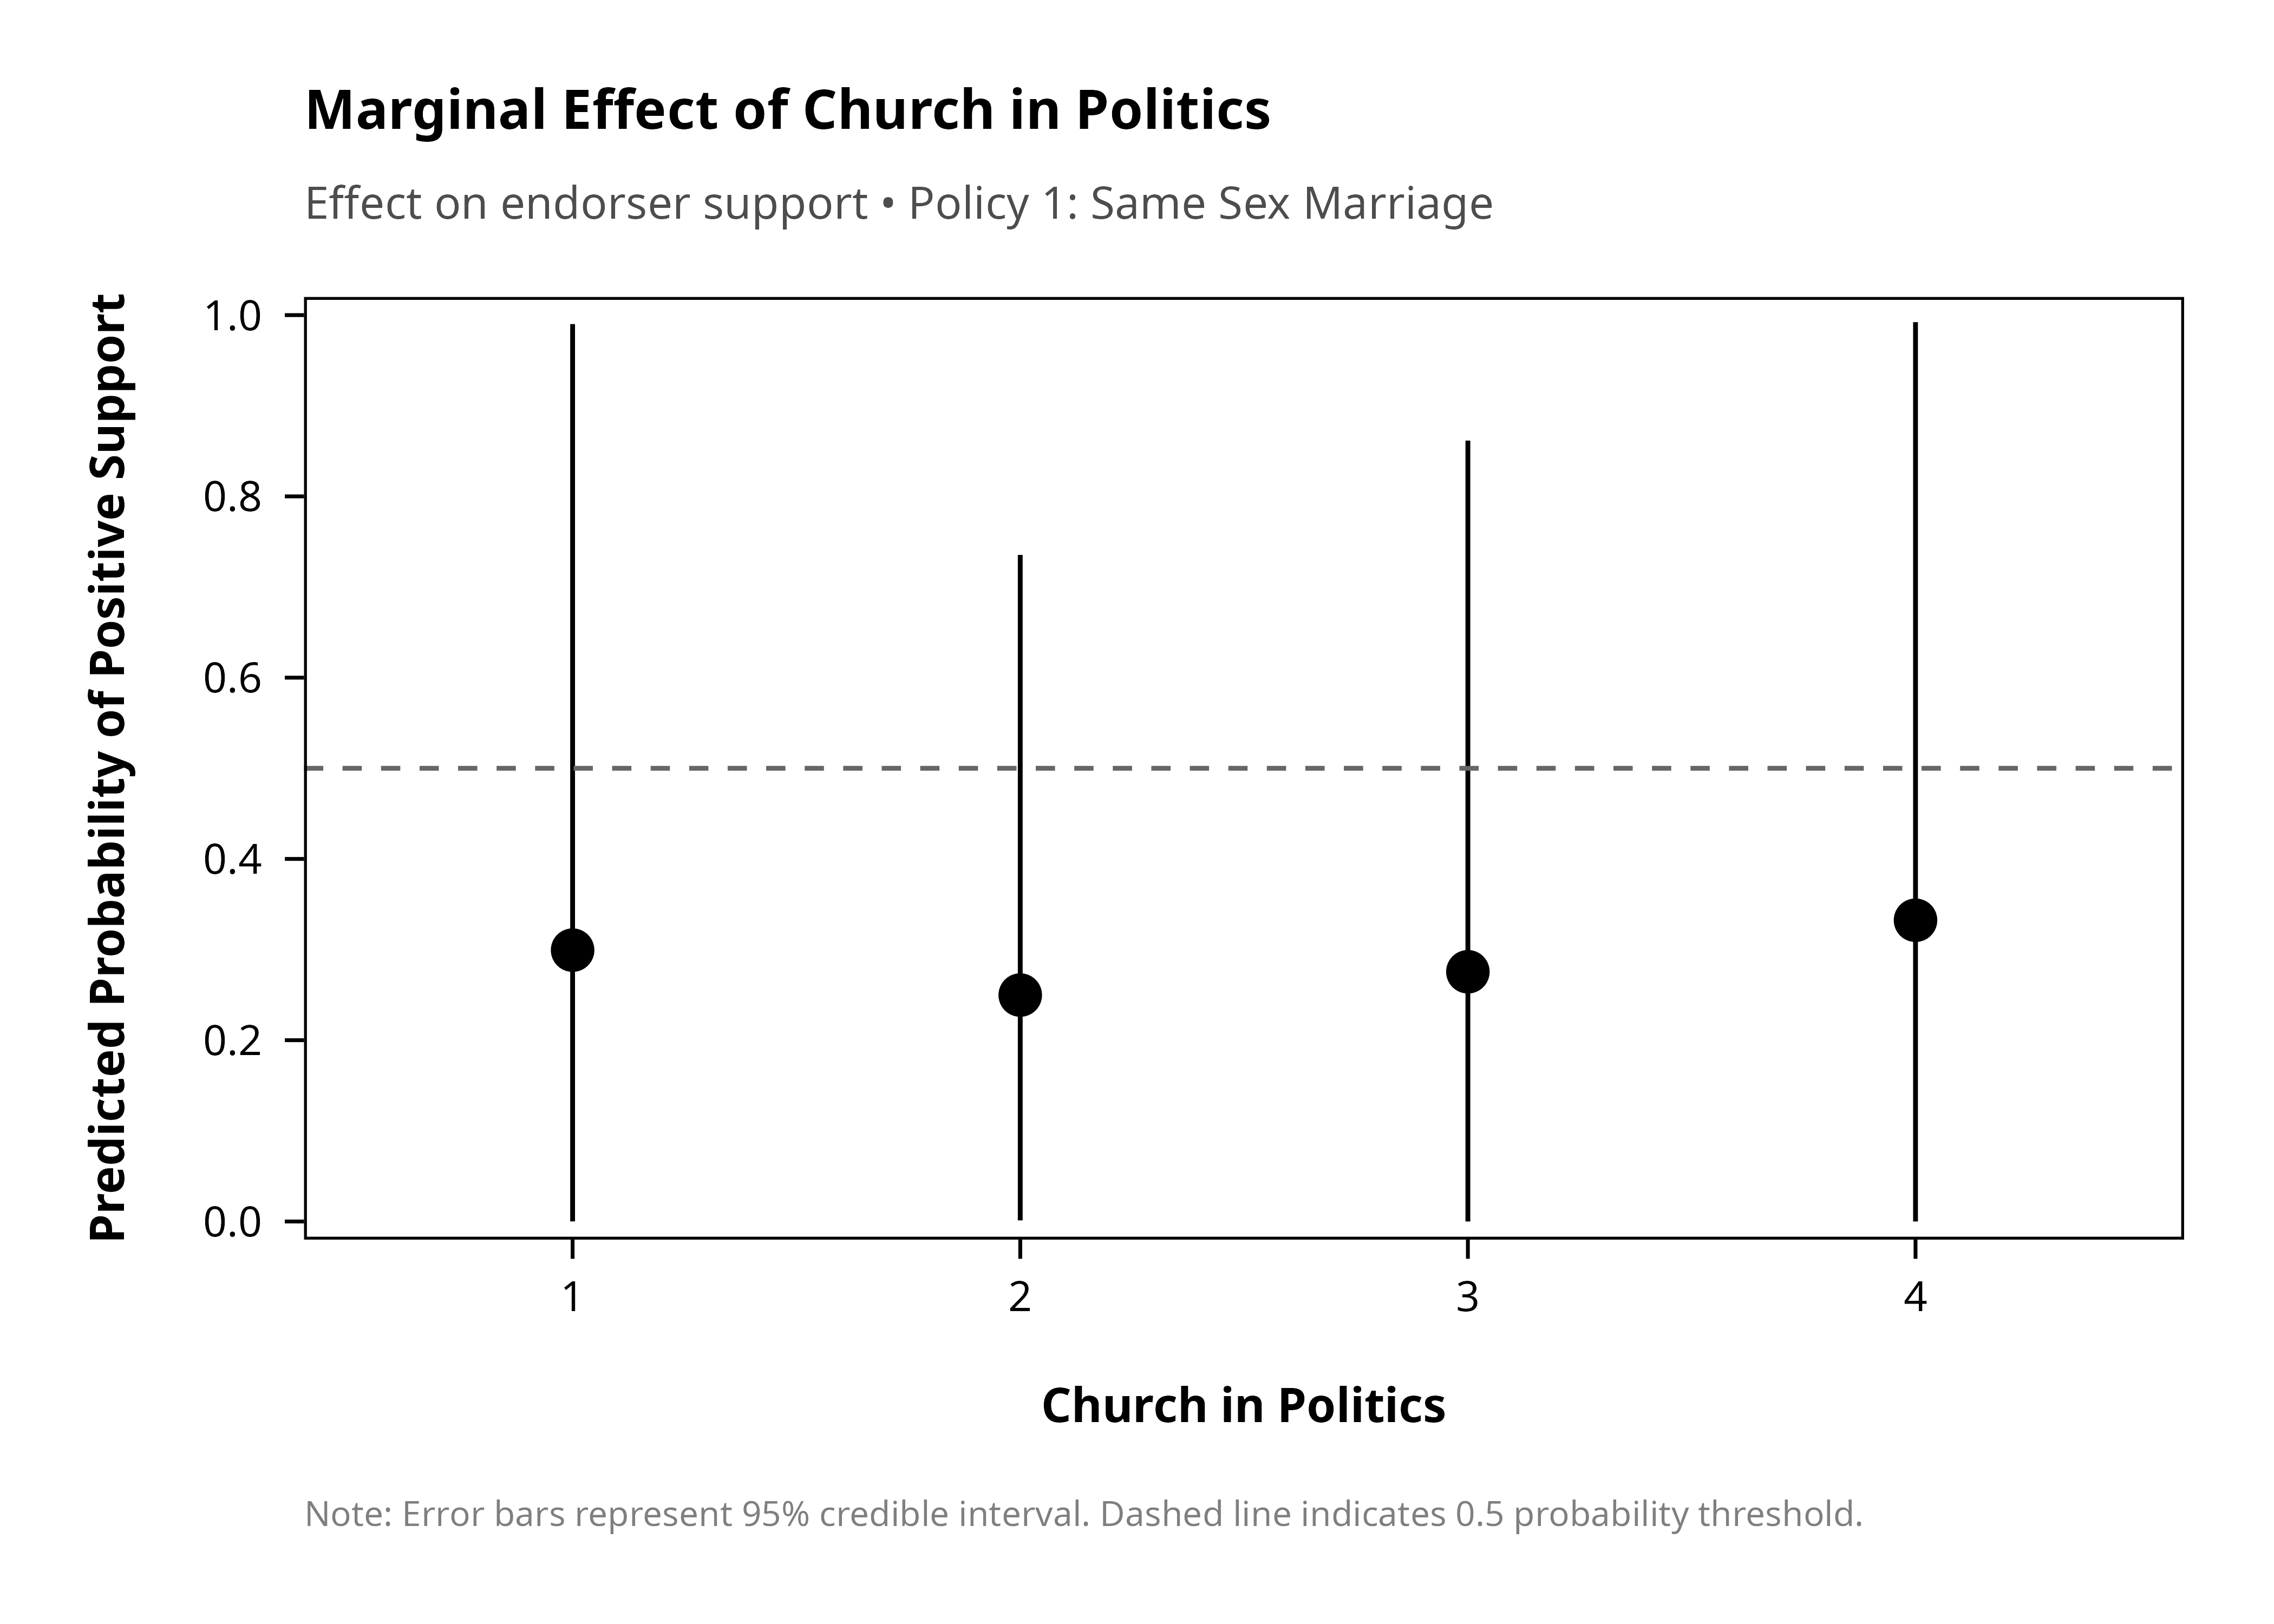 Marginal Effect of Church in Politics
Effect on endorser support • Policy 1: Same Sex Marriage
Predicted Probability of Positive Support
1.0
0.8
0.6
0.4
0.2
0.0
1 2 3 4
Church in Politics
Note: Error bars represent 95% credible interval. Dashed line indicates 0.5 probability threshold.